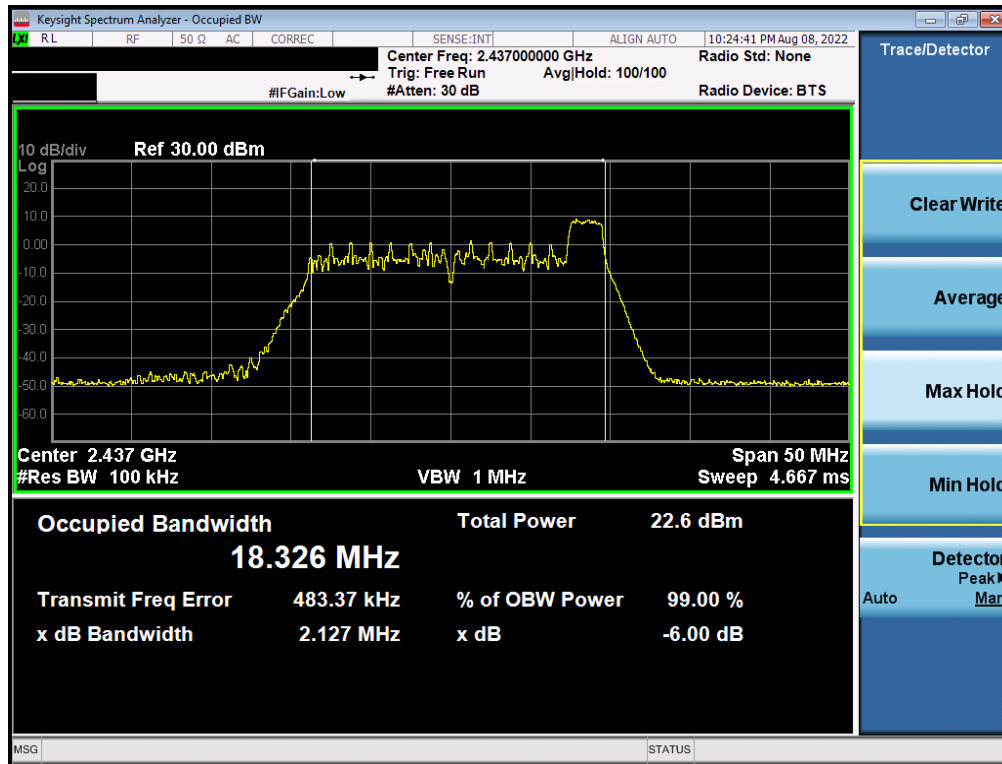 Keysight Spectrum Analyzer - Occupied BW
LXI RL RF 50 Ω AC CORREC SENSE:INT ALIGN AUTO 10:24:41 PM Aug 08, 2022
Center Freq: 2.437000000 GHz Radio Std: None
Trig: Free Run Avg|Hold: 100/100
#IFGain:Low #Atten: 30 dB Radio Device: BTS
Trace/Detector
10 dB/div Ref 30.00 dBm
Log
20.0
10.0
0.00
-10.0
-20.0
-30.0
-40.0
-50.0
-60.0
Center 2.437 GHz Span 50 MHz
#Res BW 100 kHz VBW 1 MHz Sweep 4.667 ms
Occupied Bandwidth Total Power 22.6 dBm
18.326 MHz
Transmit Freq Error 483.37 kHz % of OBW Power 99.00 %
x dB Bandwidth 2.127 MHz x dB -6.00 dB
Clear Write
Average
Max Hold
Min Hold
Detector
Peak▶
Auto Man
MSG STATUS